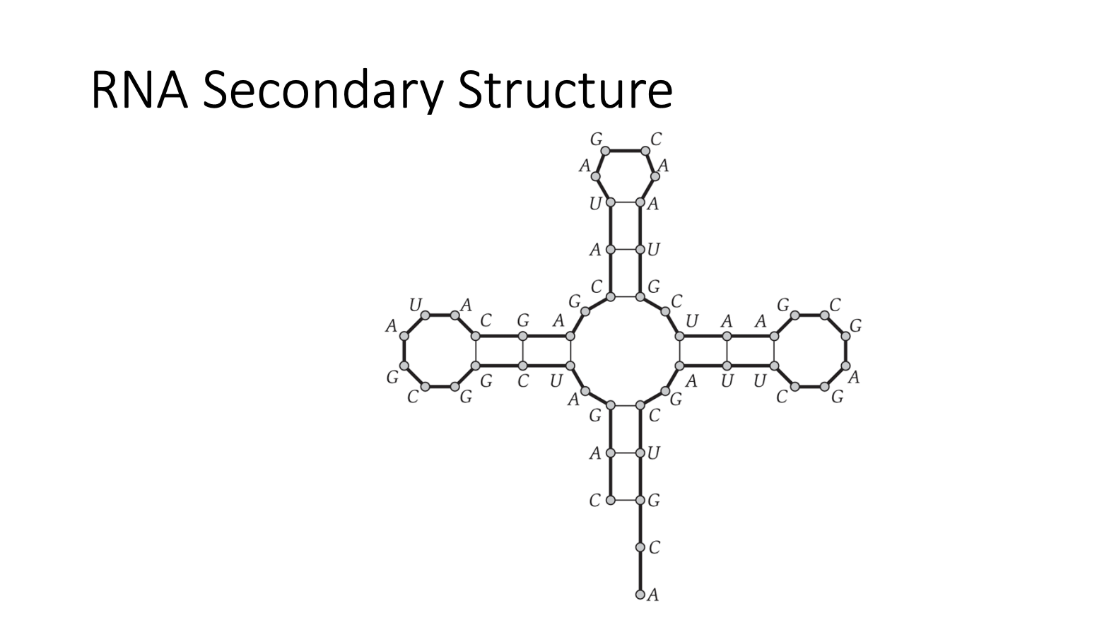 RNA Secondary Structure
G C
A A
U A
A U
C G
G C
U A C G A U A A G C
A G
G C U A U U
G C G A G C G A
C G C G
A G C G
A U
C G
C
A